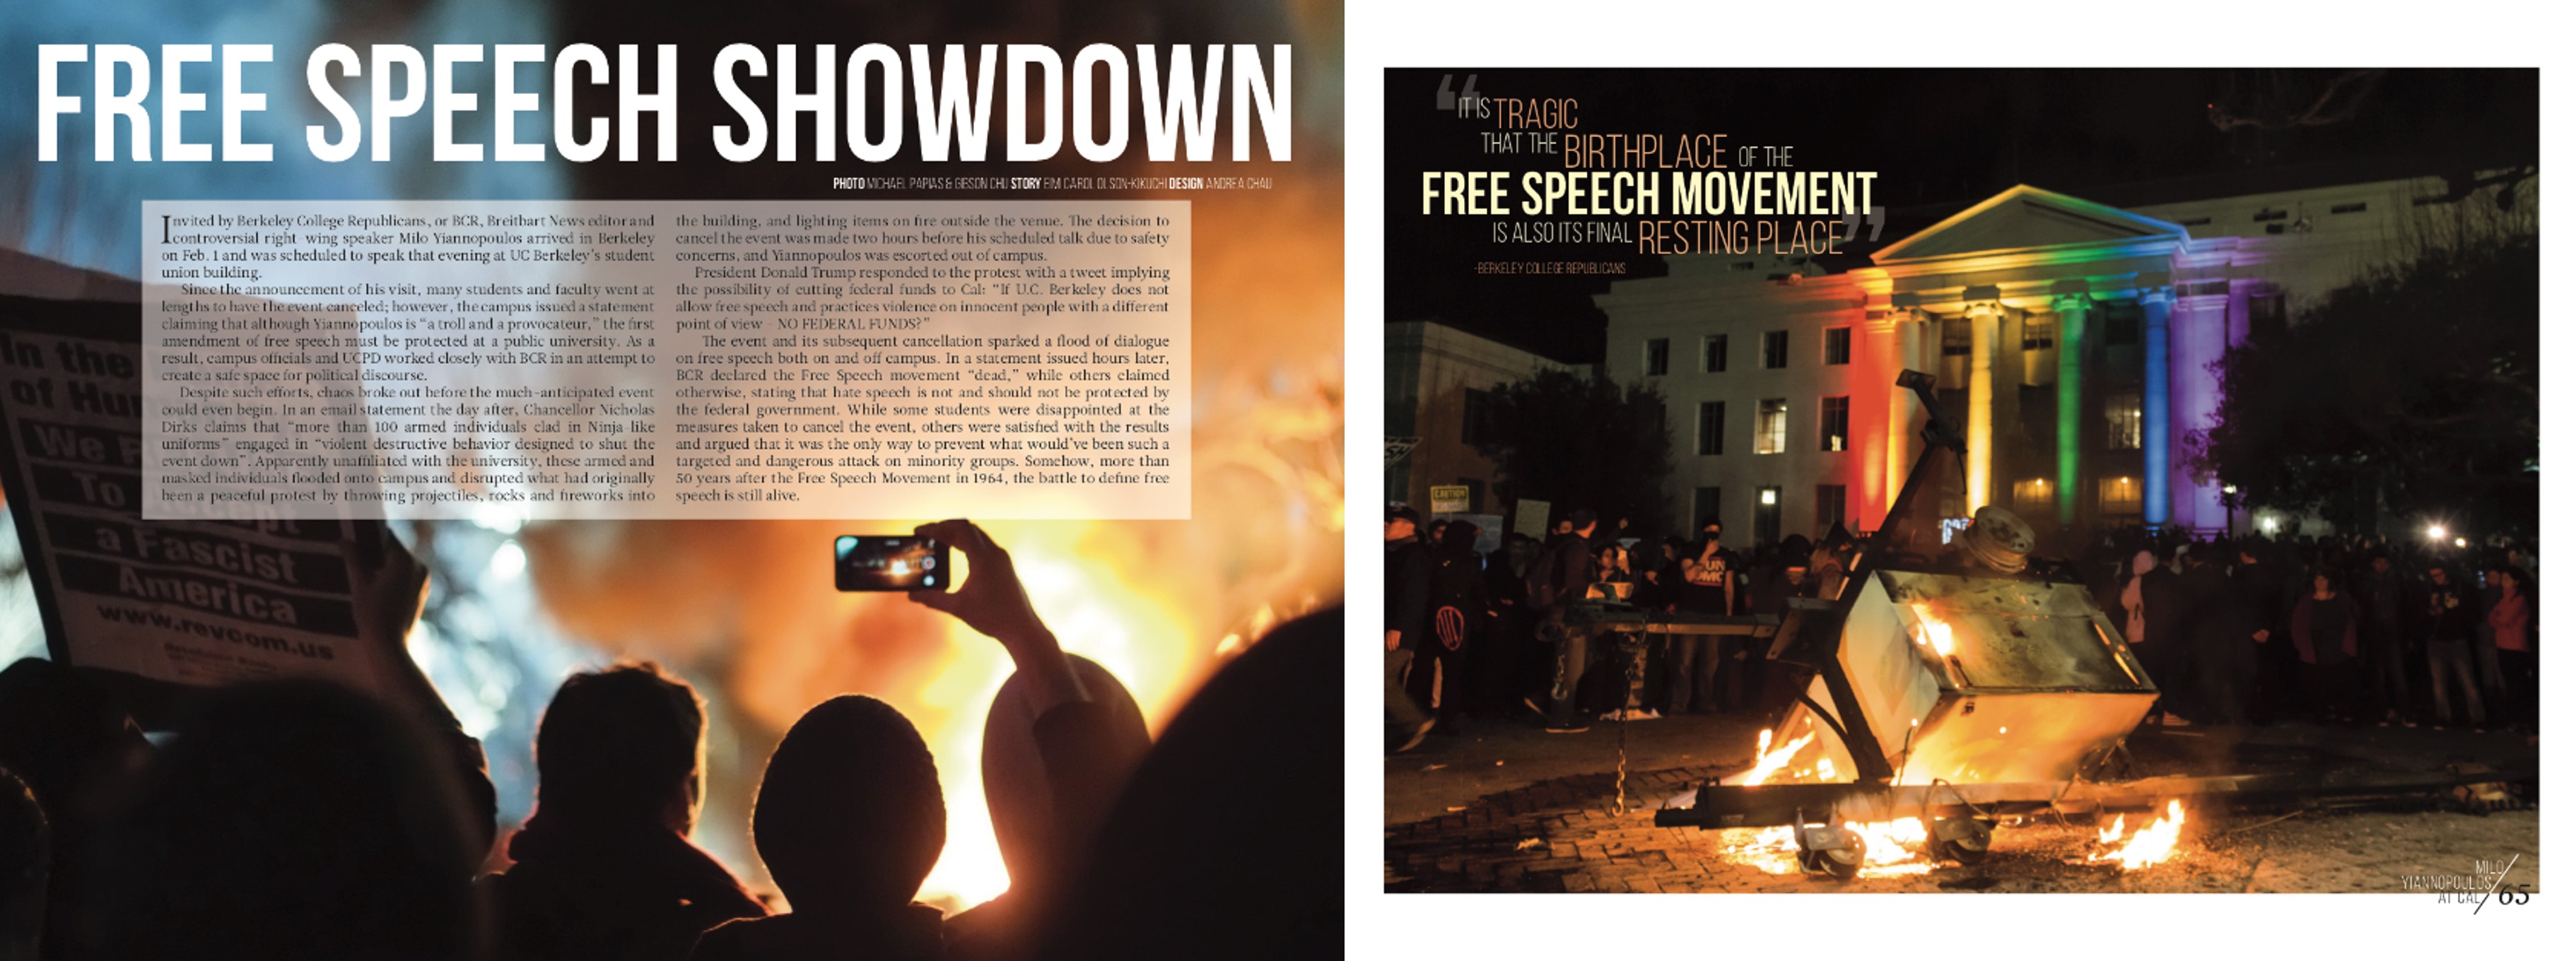 FREE SPEECH SHOWDOWN
PHOTO MICHAEL PAPIAS & GIBSON CHU STORY EIMI CAROL OLSON-KIKUCHI DESIGN ANDREA CHAU
Invited by Berkeley College Republicans, or BCR, Breitbart News editor and
controversial right-wing speaker Milo Yiannopoulos arrived in Berkeley
on Feb. 1 and was scheduled to speak that evening at UC Berkeley's student
union building.
Since the announcement of his visit, many students and faculty went at
lengths to have the event canceled; however, the campus issued a statement
claiming that although Yiannopoulos is "a troll and a provocateur," the first
amendment of free speech must be protected at a public university. As a
result, campus officials and UCPD worked closely with BCR in an attempt to
create a safe space for political discourse.
Despite such efforts, chaos broke out before the much-anticipated event
could even begin. In an email statement the day after, Chancellor Nicholas
Dirks claims that "more than 100 armed individuals clad in Ninja-like
uniforms" engaged in "violent destructive behavior designed to shut the
event down". Apparently unaffiliated with the university, these armed and
masked individuals flooded onto campus and disrupted what had originally
been a peaceful protest by throwing projectiles, rocks and fireworks into
the building, and lighting items on fire outside the venue. The decision to
cancel the event was made two hours before his scheduled talk due to safety
concerns, and Yiannopoulos was escorted out of campus.
President Donald Trump responded to the protest with a tweet implying
the possibility of cutting federal funds to Cal: "If U.C. Berkeley does not
allow free speech and practices violence on innocent people with a different
point of view - NO FEDERAL FUNDS?"
The event and its subsequent cancellation sparked a flood of dialogue
on free speech both on and off campus. In a statement issued hours later,
BCR declared the Free Speech movement "dead," while others claimed
otherwise, stating that hate speech is not and should not be protected by
the federal government. While some students were disappointed at the
measures taken to cancel the event, others were satisfied with the results
and argued that it was the only way to prevent what would've been such a
targeted and dangerous attack on minority groups. Somehow, more than
50 years after the Free Speech Movement in 1964, the battle to define free
speech is still alive.
In the
of Hu
We
To
a Fascist
America
www.revcom.us
"IT IS TRAGIC
THAT THE BIRTHPLACE OF THE
FREE SPEECH MOVEMENT
IS ALSO ITS FINAL RESTING PLACE"
-BERKELEY COLLEGE REPUBLICANS
CAUTION
MILO
YIANNOPOULOS
AT CAL 65